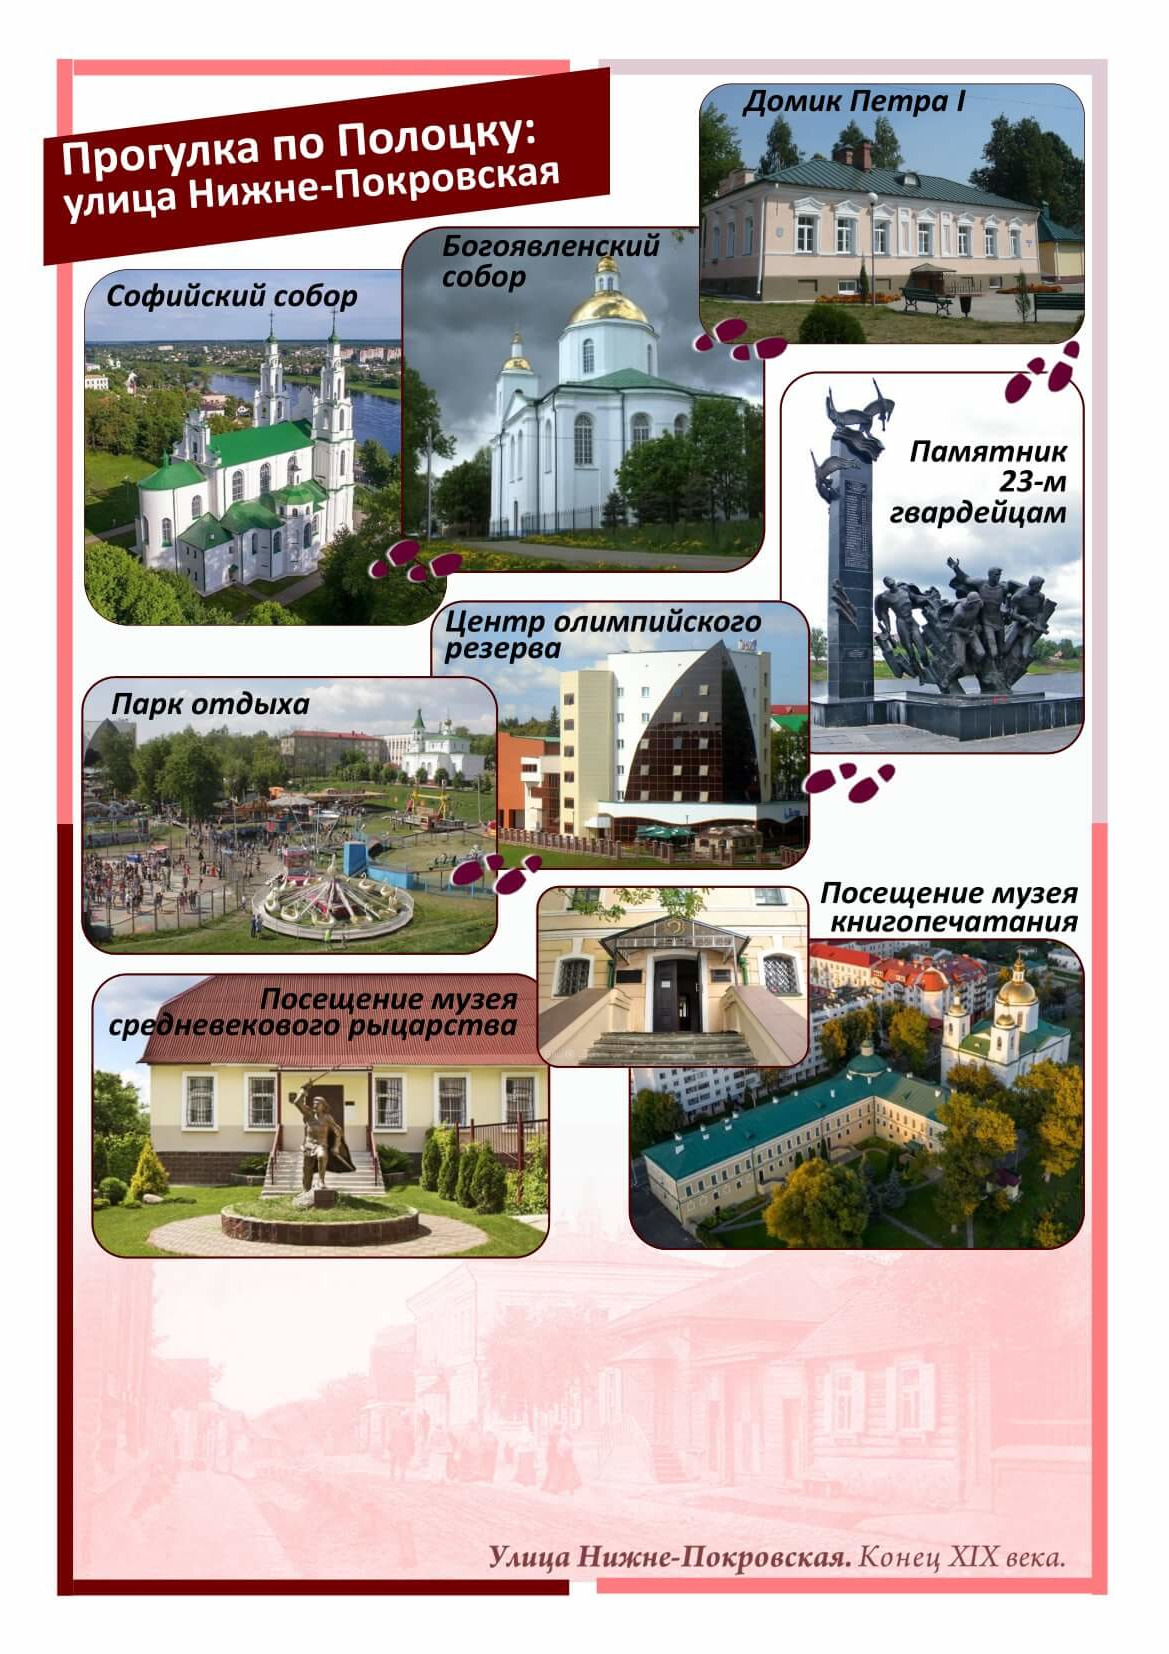 Прогулка по Полоцку:
улица Нижне-Покровская
Домик Петра I
Богоявленский
собор
Софийский собор
Памятник
23-м
гвардейцам
Центр олимпийского
резерва
Парк отдыха
Посещение музея
книгопечатания
Посещение музея
средневекового рыцарства
Улица Нижне-Покровская. Конец XIX века.